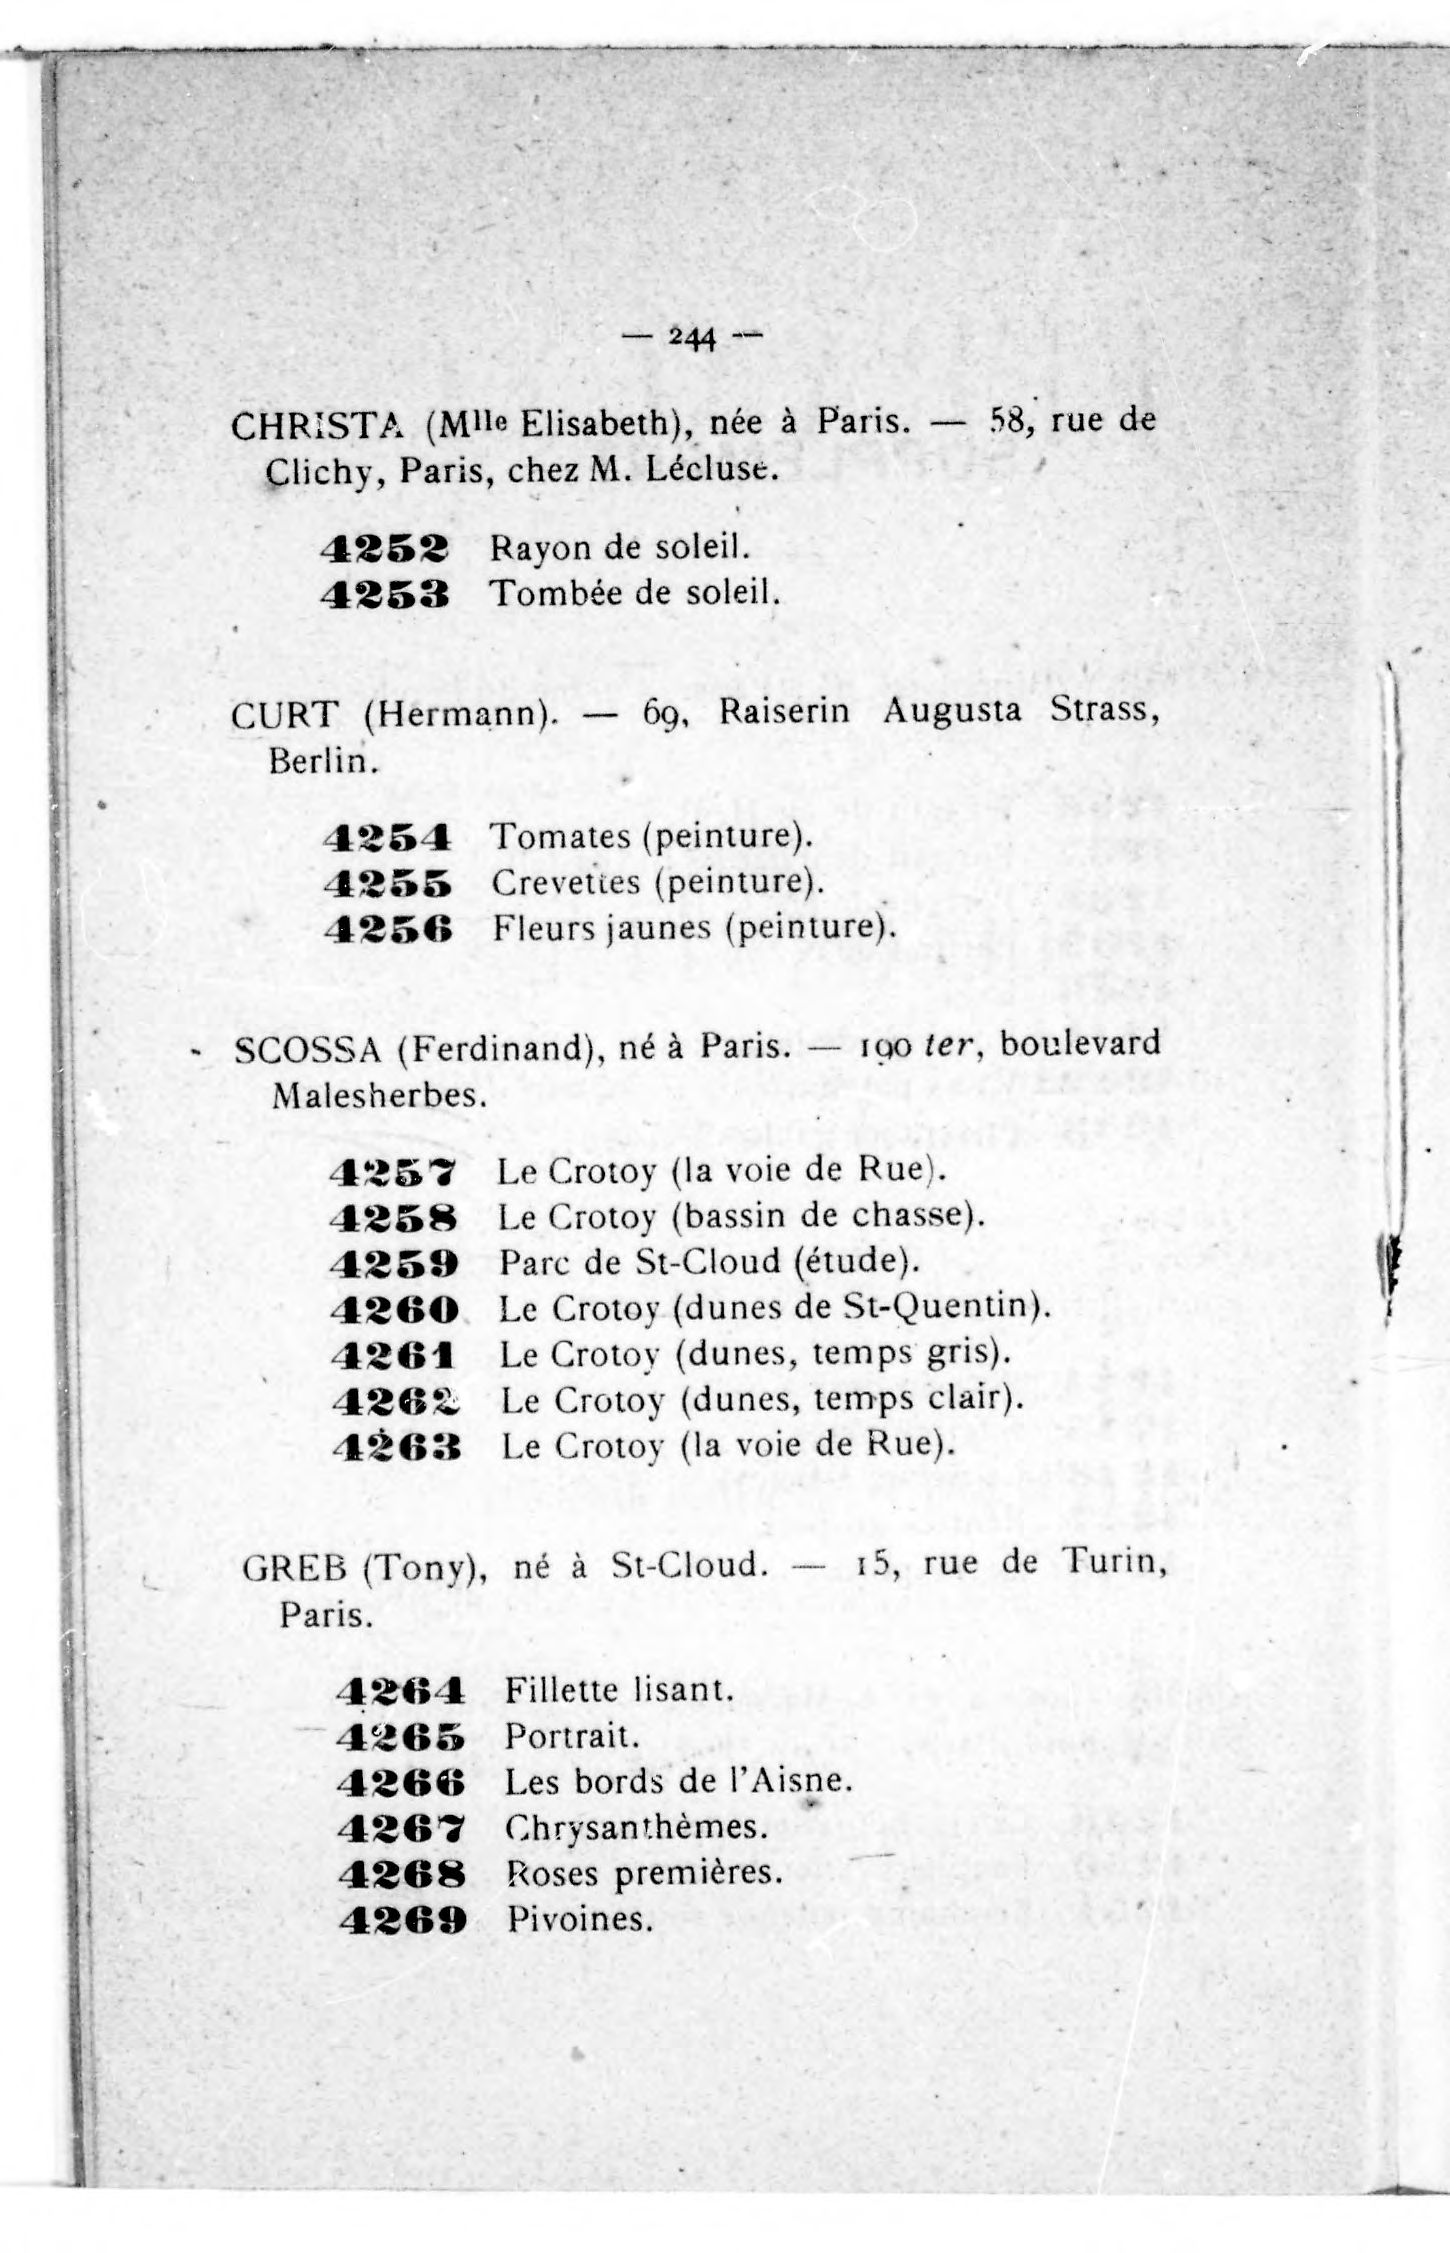 — 244 —
CHRISTA (Mlle Elisabeth), née à Paris. — 58, rue de
Clichy, Paris, chez M. Lécluse.
4252 Rayon de soleil.
4253 Tombée de soleil.
CURT (Hermann). — 69, Raiserin Augusta Strass,
Berlin.
4254 Tomates (peinture).
4255 Crevettes (peinture).
4256 Fleurs jaunes (peinture).
SCOSSA (Ferdinand), né à Paris. — 190 ter, boulevard
Malesherbes.
4257 Le Crotoy (la voie de Rue).
4258 Le Crotoy (bassin de chasse).
4259 Parc de St-Cloud (étude).
4260 Le Crotoy (dunes de St-Quentin).
4261 Le Crotoy (dunes, temps gris).
4262 Le Crotoy (dunes, temps clair).
4263 Le Crotoy (la voie de Rue).
GREB (Tony), né à St-Cloud. — 15, rue de Turin,
Paris.
4264 Fillette lisant.
4265 Portrait.
4266 Les bords de l'Aisne.
4267 Chrysanthèmes.
4268 Roses premières.
4269 Pivoines.